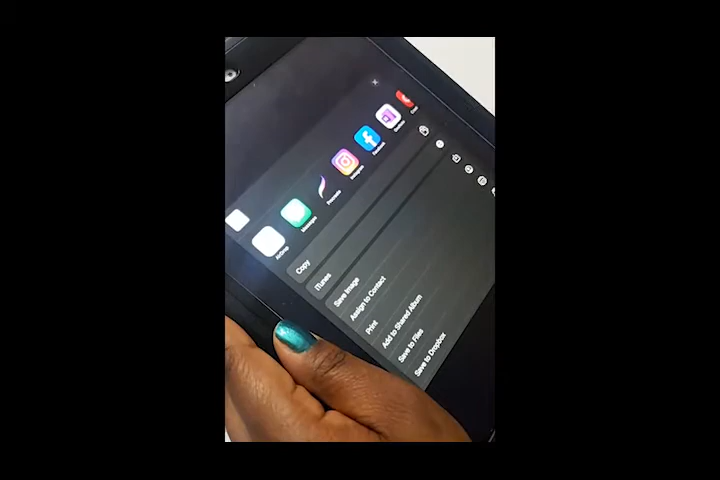 AirDrop
Messages
Procreate
Instagram
Facebook
Copy
iTunes
Save Image
Assign to Contact
Print
Add to Shared Album
Save to Files
Save to Dropbox